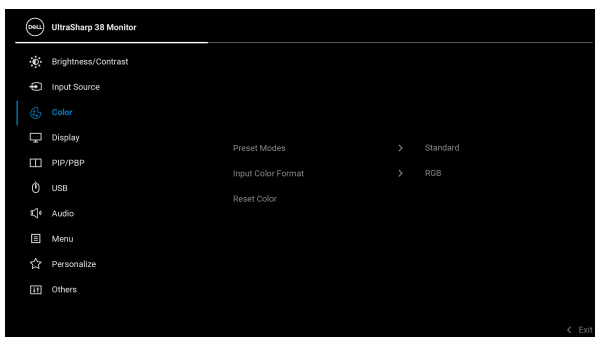 DELL UltraSharp 38 Monitor
Brightness/Contrast
Input Source
Color
Display
Preset Modes > Standard
PIP/PBP
Input Color Format > RGB
USB
Reset Color
Audio
Menu
Personalize
Others
< Exit